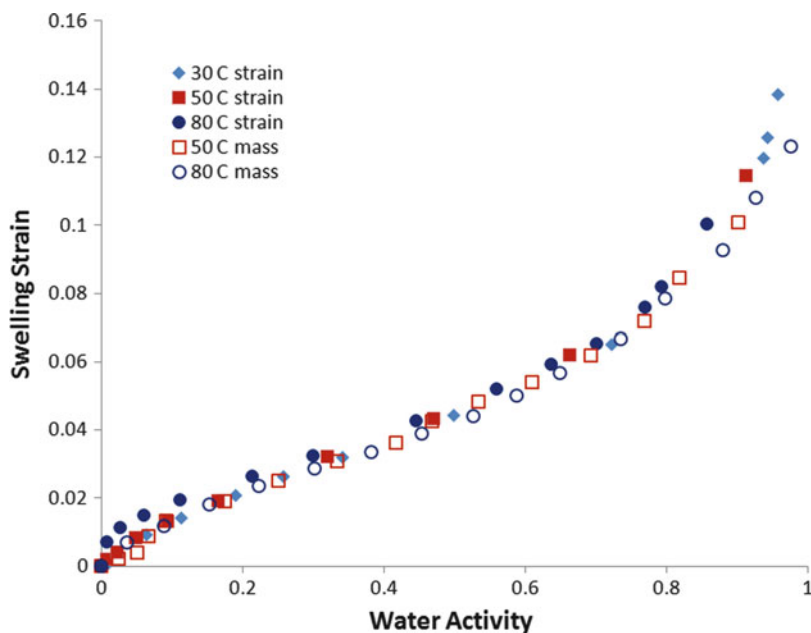 0.16
0.14
0.12
0.1
0.08
0.06
0.04
0.02
0
Swelling Strain
30 C strain
50 C strain
80 C strain
50 C mass
80 C mass
0 0.2 0.4 0.6 0.8 1
Water Activity